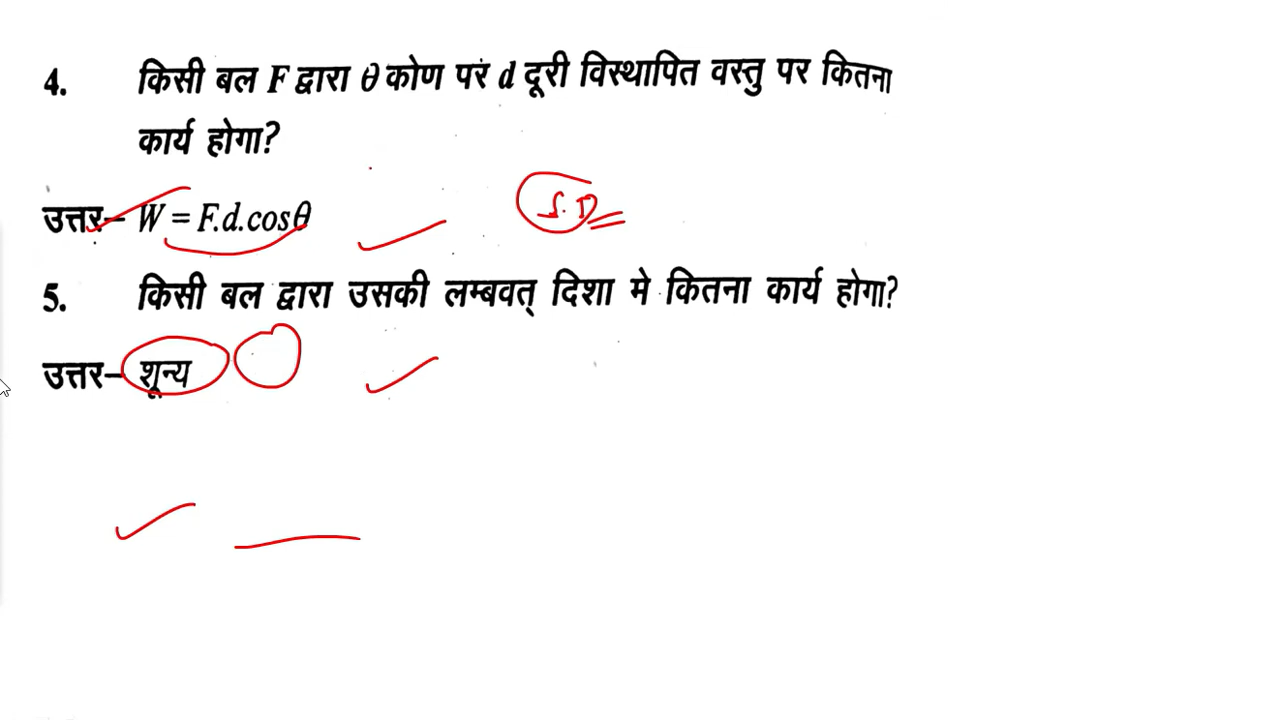 4. किसी बल F द्वारा θ कोण पर d दूरी विस्थापित वस्तु पर कितना
कार्य होगा?
उत्तर– W = F.d.cosθ
S.D
5. किसी बल द्वारा उसकी लम्बवत् दिशा मे कितना कार्य होगा?
उत्तर– शून्य